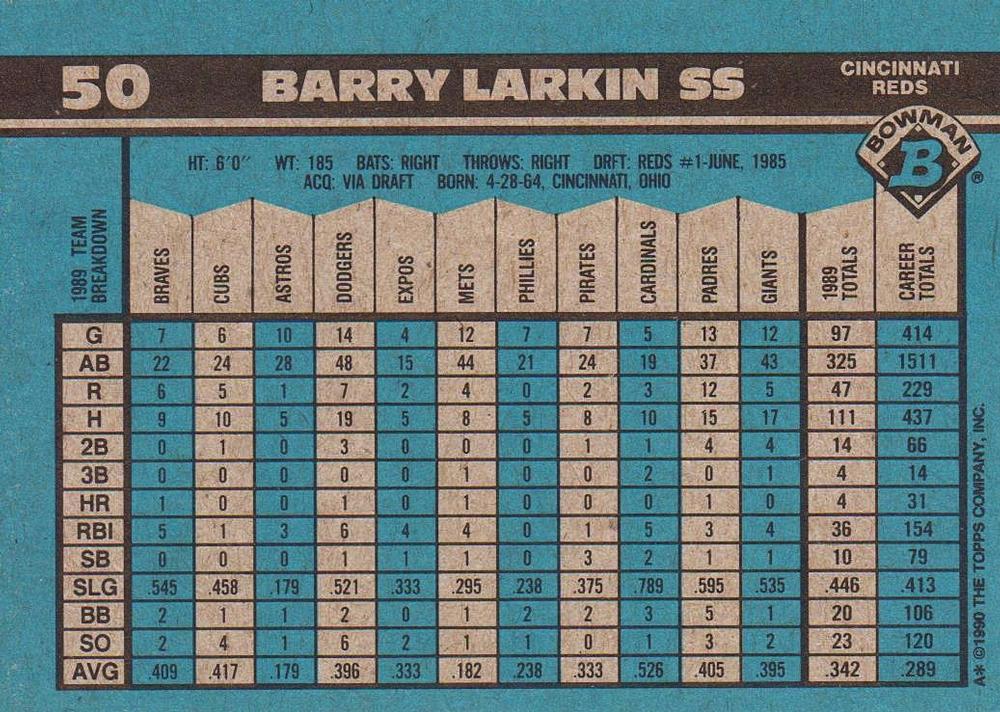 50 BARRY LARKIN SS CINCINNATI
REDS
BOWMAN
B
®
HT: 6'0" WT: 185 BATS: RIGHT THROWS: RIGHT DRFT: REDS #1-JUNE, 1985
ACQ: VIA DRAFT BORN: 4-28-64, CINCINNATI, OHIO
1989 TEAM BREAKDOWN BRAVES CUBS ASTROS DODGERS EXPOS METS PHILLIES PIRATES CARDINALS PADRES GIANTS 1989 TOTALS CAREER TOTALS
G 7 6 10 14 4 12 7 7 5 13 12 97 414
AB 22 24 28 48 15 44 21 24 19 37 43 325 1511
R 6 5 1 7 2 4 0 2 3 12 5 47 229
H 9 10 5 19 5 8 5 8 10 15 17 111 437
2B 0 1 0 3 0 0 0 1 1 4 4 14 66
3B 0 0 0 0 0 1 0 0 2 0 1 4 14
HR 1 0 0 1 0 1 0 0 0 1 0 4 31
RBI 5 1 3 6 4 4 0 1 5 3 4 36 154
SB 0 0 0 1 1 1 0 3 2 1 1 10 79
SLG .545 .458 .179 .521 .333 .295 .238 .375 .789 .595 .535 .446 .413
BB 2 1 1 2 0 1 2 2 3 5 1 20 106
SO 2 4 1 6 2 1 1 0 1 3 2 23 120
AVG .409 .417 .179 .396 .333 .182 .238 .333 .526 .405 .395 .342 .289
A* ©1990 THE TOPPS COMPANY, INC.